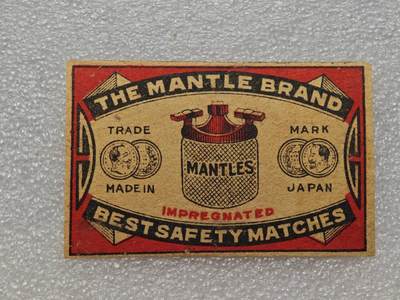 THE MANTLE BRAND
TRADE MARK
MANTLES
MADE IN JAPAN
IMPREGNATED
BEST SAFETY MATCHES